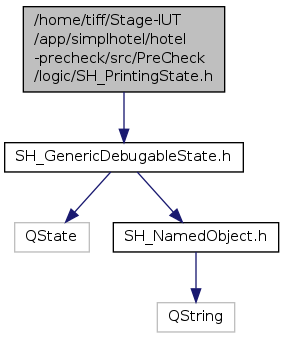 /home/tiff/Stage-IUT
/app/simplhotel/hotel
-precheck/src/PreCheck
/logic/SH_PrintingState.h
SH_GenericDebugableState.h
QState
SH_NamedObject.h
QString